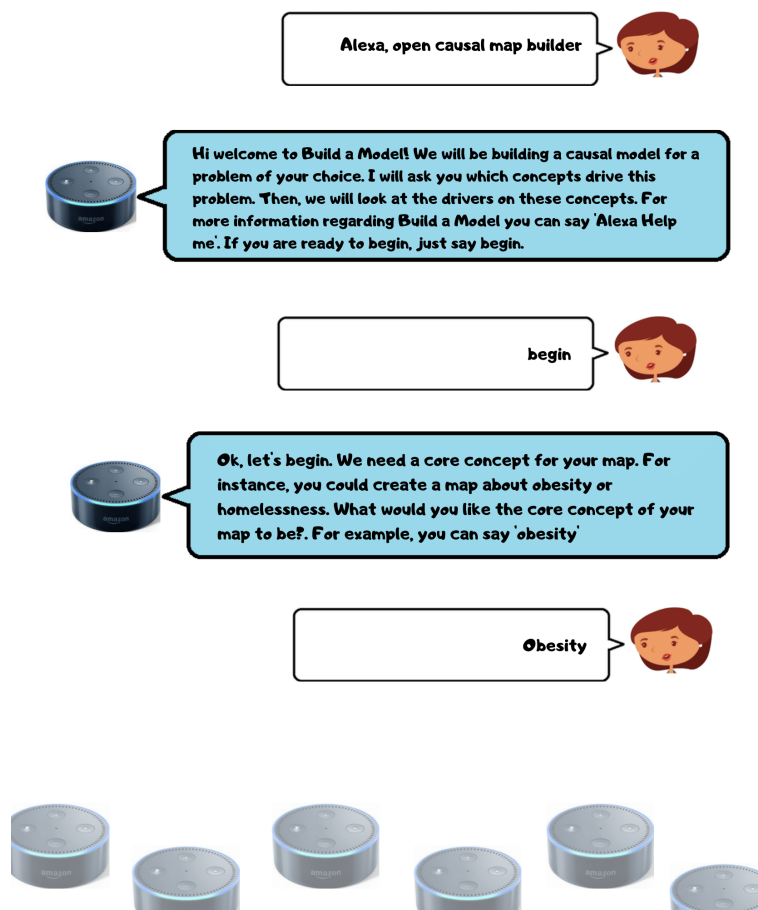 Alexa, open causal map builder
Hi welcome to Build a Model! We will be building a causal model for a
problem of your choice. I will ask you which concepts drive this
problem. Then, we will look at the drivers on these concepts. For
more information regarding Build a Model you can say 'Alexa Help
me'. If you are ready to begin, just say begin.
amazon
begin
Ok, let's begin. We need a core concept for your map. For
instance, you could create a map about obesity or
homelessness. What would you like the core concept of your
map to be?. For example, you can say 'obesity'
amazon
Obesity
amazon
amazon
amazon